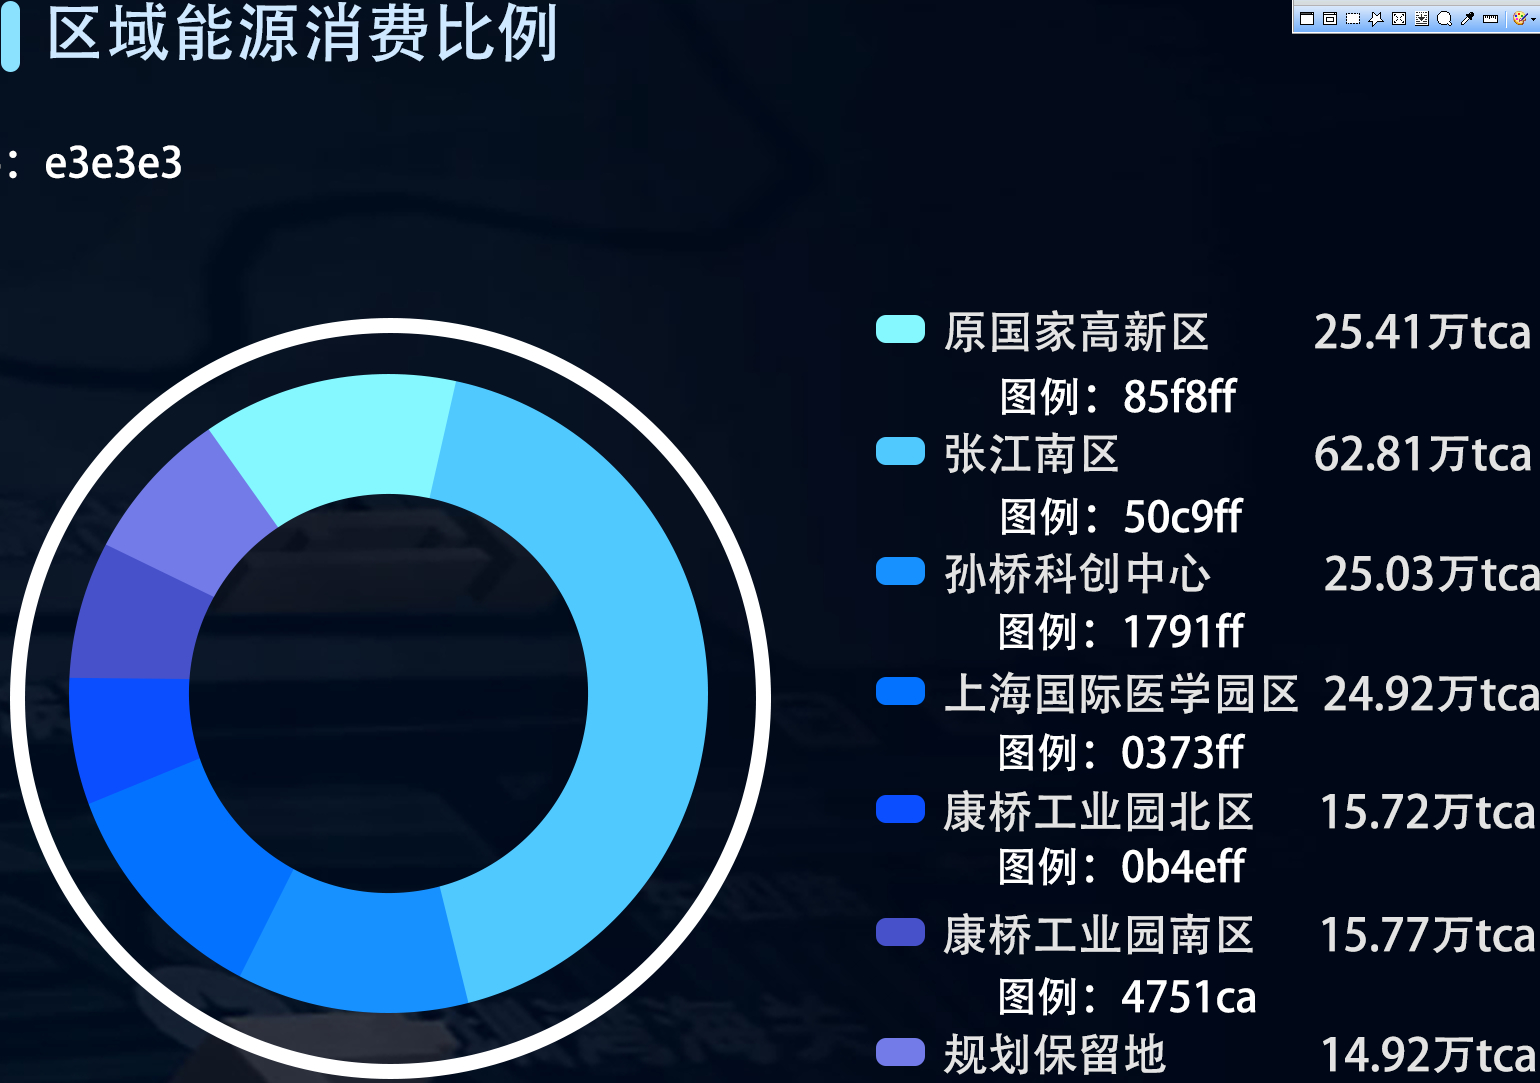 区域能源消费比例
：e3e3e3
原国家高新区 25.41万tca
图例：85f8ff
张江南区 62.81万tca
图例：50c9ff
孙桥科创中心 25.03万tca
图例：1791ff
上海国际医学园区 24.92万tca
图例：0373ff
康桥工业园北区 15.72万tca
图例：0b4eff
康桥工业园南区 15.77万tca
图例：4751ca
规划保留地 14.92万tca